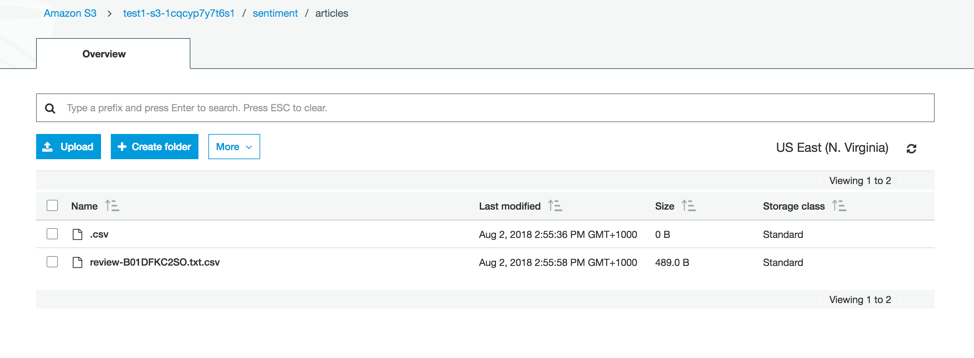 Amazon S3 > test1-s3-1cqcyp7y7t6s1 / sentiment / articles
Overview
Type a prefix and press Enter to search. Press ESC to clear.
Upload + Create folder More US East (N. Virginia)
Viewing 1 to 2
Name Last modified Size Storage class
.csv Aug 2, 2018 2:55:36 PM GMT+1000 0 B Standard
review-B01DFKC2SO.txt.csv Aug 2, 2018 2:55:58 PM GMT+1000 489.0 B Standard
Viewing 1 to 2